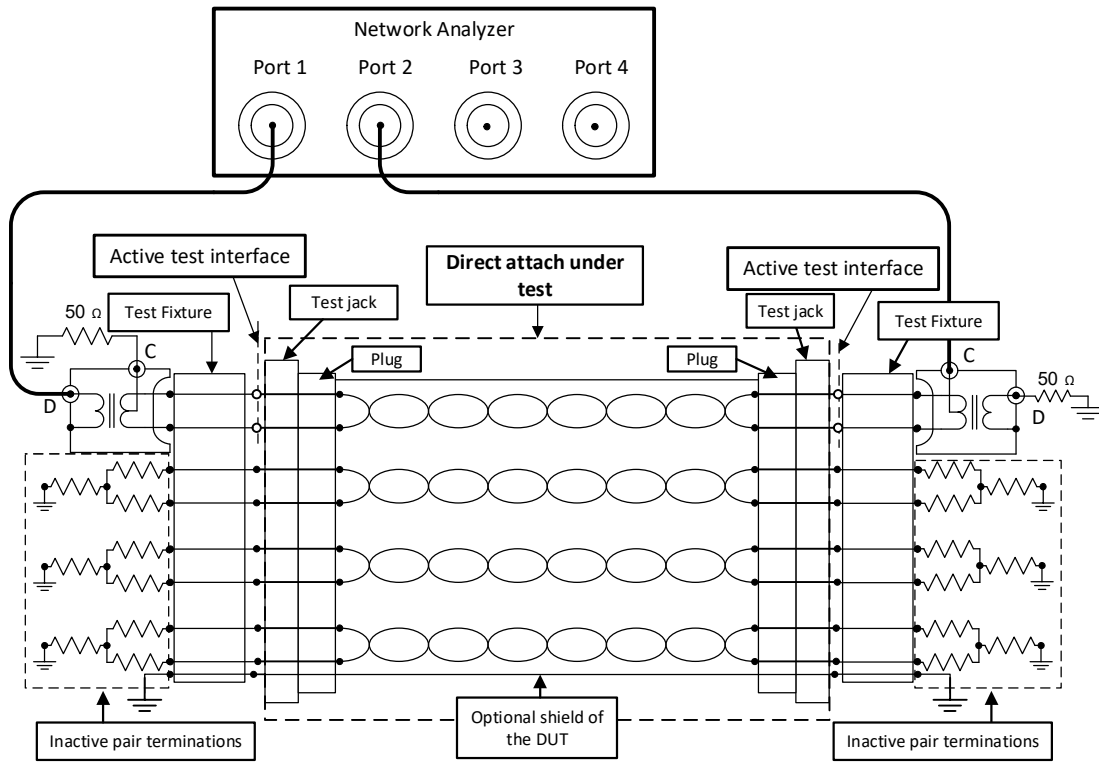 Network Analyzer
Port 1 Port 2 Port 3 Port 4
Active test interface
Direct attach under
test
Active test interface
Test jack
Test jack
Test Fixture
Test Fixture
50 Ω
C
Plug
Plug
C
50 Ω
D
D
Optional shield of
the DUT
Inactive pair terminations
Inactive pair terminations